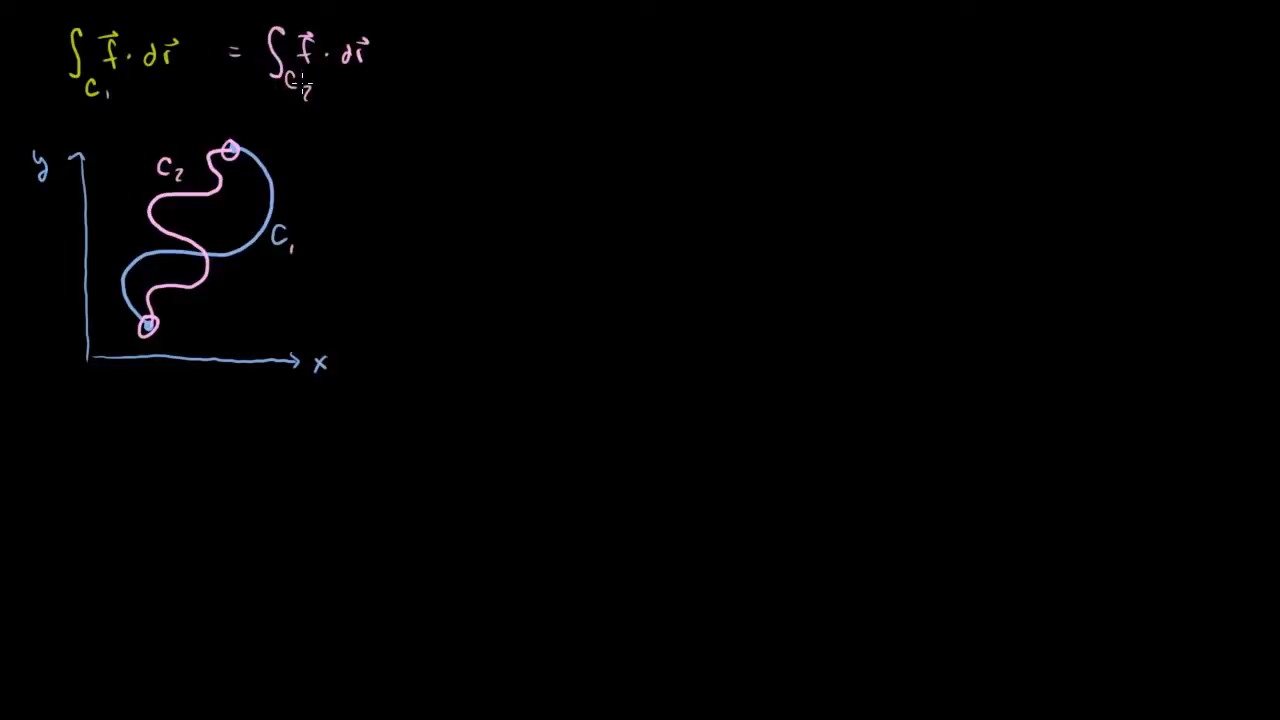 ∫_{C₁} f⃗ · dr⃗ = ∫_{C₂} f⃗ · dr⃗
y
C₂
C₁
x